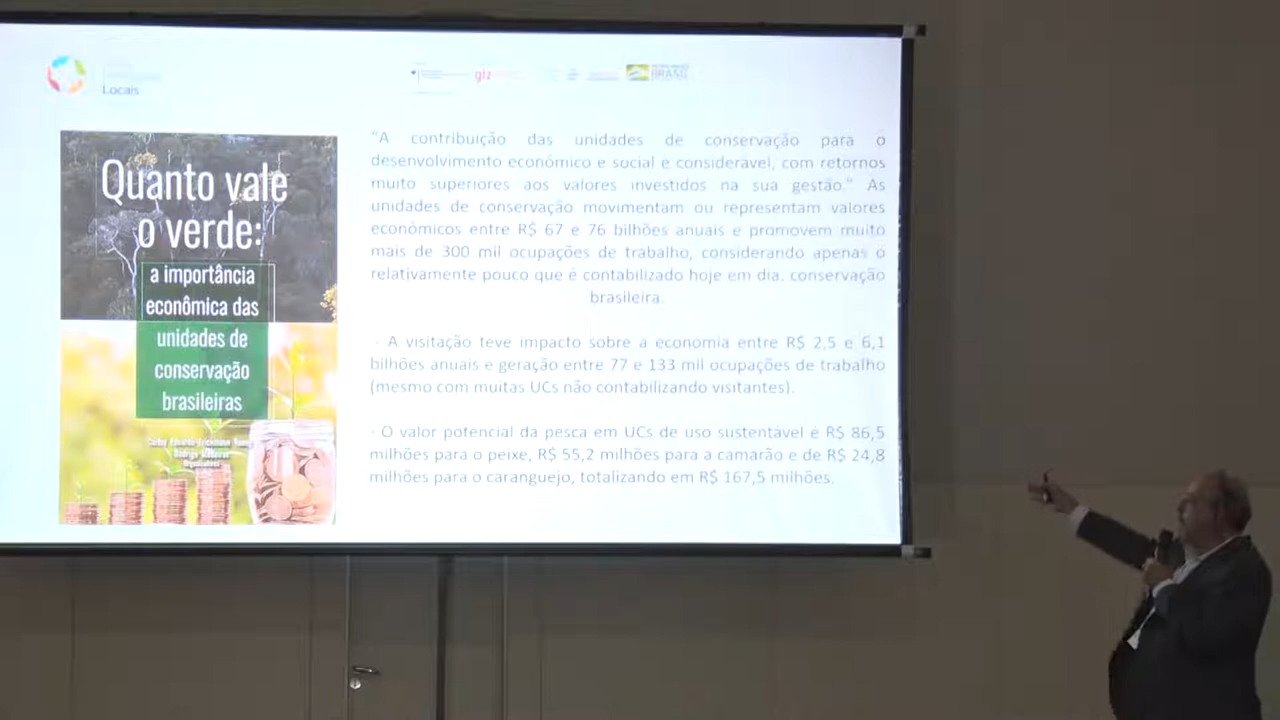 Locais
giz
BRASIL
Quanto vale
o verde:
a importância
econômica das
unidades de
conservação
brasileiras
"A contribuição das unidades de conservação para o
desenvolvimento econômico e social é considerável, com retornos
muito superiores aos valores investidos na sua gestão." As
unidades de conservação movimentam ou representam valores
econômicos entre R$ 67 e 76 bilhões anuais e promovem muito
mais de 300 mil ocupações de trabalho, considerando apenas o
relativamente pouco que é contabilizado hoje em dia. conservação
brasileira.
- A visitação teve impacto sobre a economia entre R$ 2,5 e 6,1
bilhões anuais e geração entre 77 e 133 mil ocupações de trabalho
(mesmo com muitas UCs não contabilizando visitantes).
- O valor potencial da pesca em UCs de uso sustentável é R$ 86,5
milhões para o peixe, R$ 55,2 milhões para a camarão e de R$ 24,8
milhões para o caranguejo, totalizando em R$ 167,5 milhões.